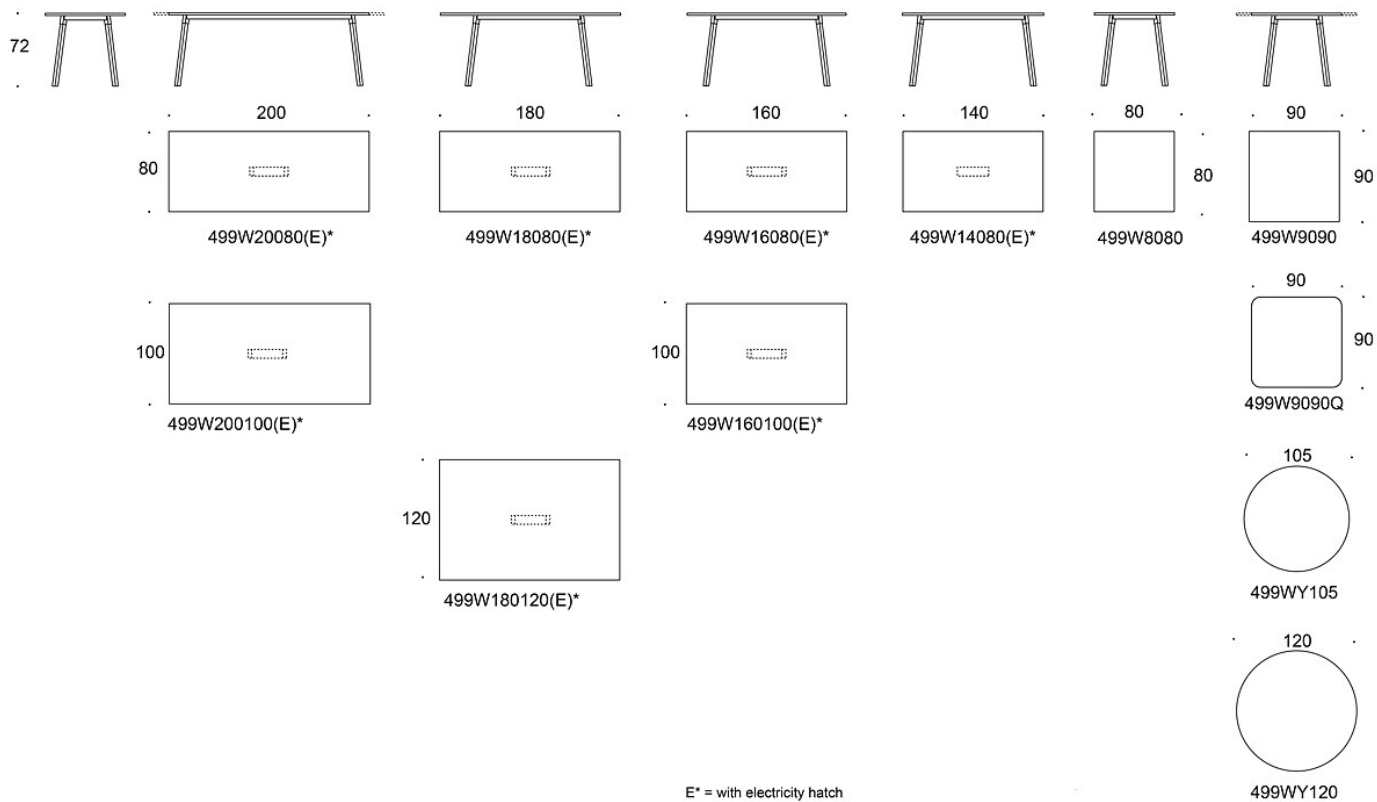 72
200
180
160
140
80
90
80
80
90
499W20080(E)*
499W18080(E)*
499W16080(E)*
499W14080(E)*
499W8080
499W9090
90
100
100
90
499W200100(E)*
499W160100(E)*
499W9090Q
105
120
499W180120(E)*
499WY105
120
E* = with electricity hatch
499WY120